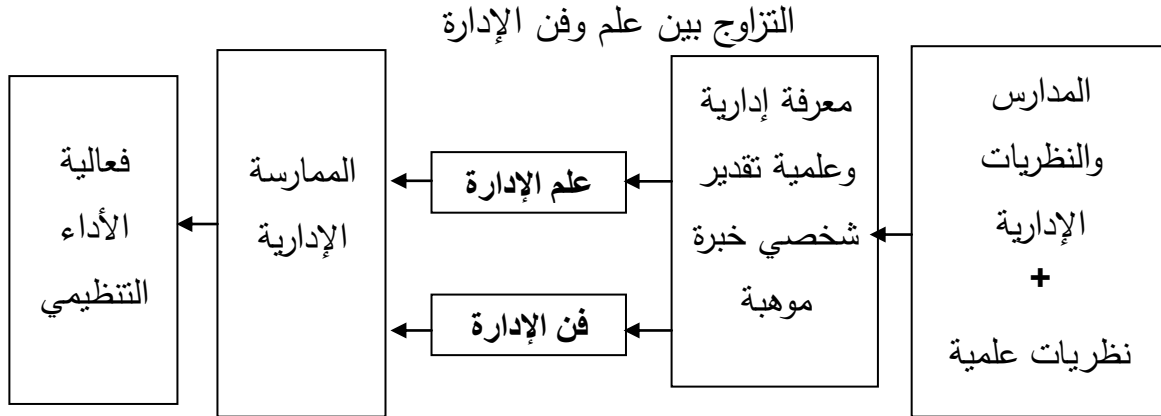 التزاوج بين علم وفن الإدارة
المدارس
والنظريات
الإدارية
+
نظريات علمية
معرفة إدارية
وعلمية تقدير
شخصي خبرة
موهبة
علم الإدارة
فن الإدارة
الممارسة
الإدارية
فعالية
الأداء
التنظيمي